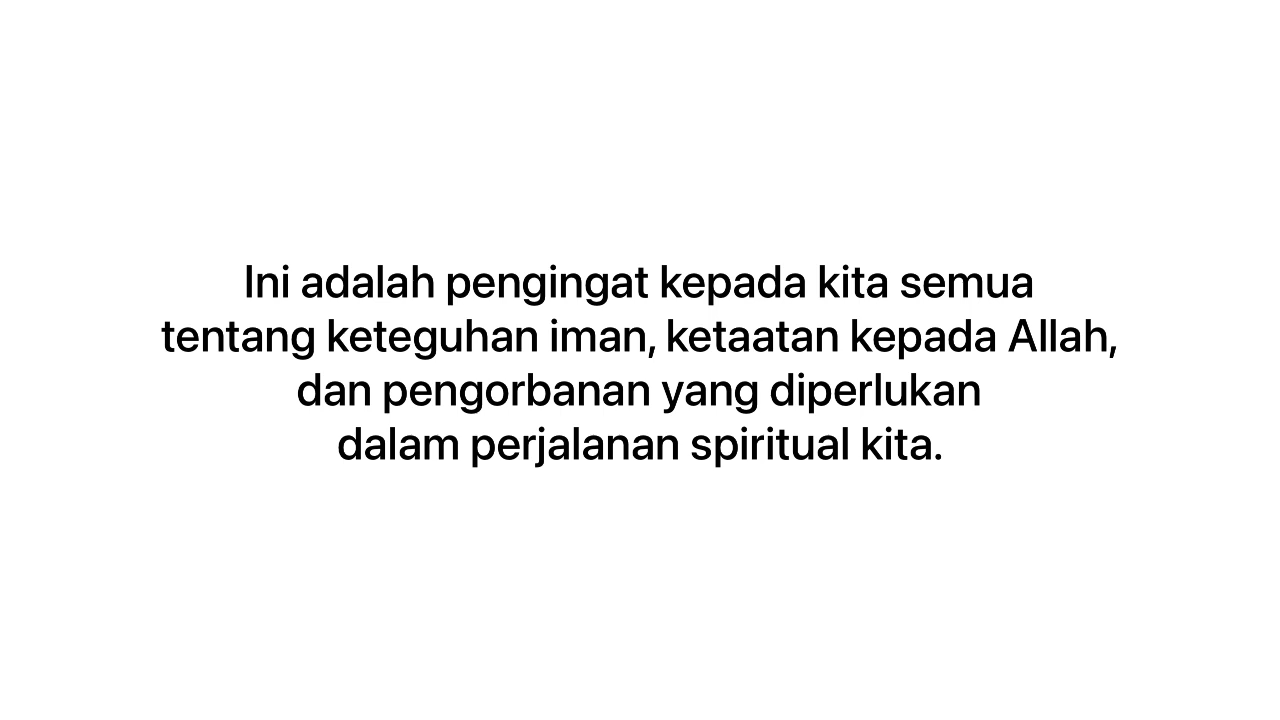 Ini adalah pengingat kepada kita semua
tentang keteguhan iman, ketaatan kepada Allah,
dan pengorbanan yang diperlukan
dalam perjalanan spiritual kita.